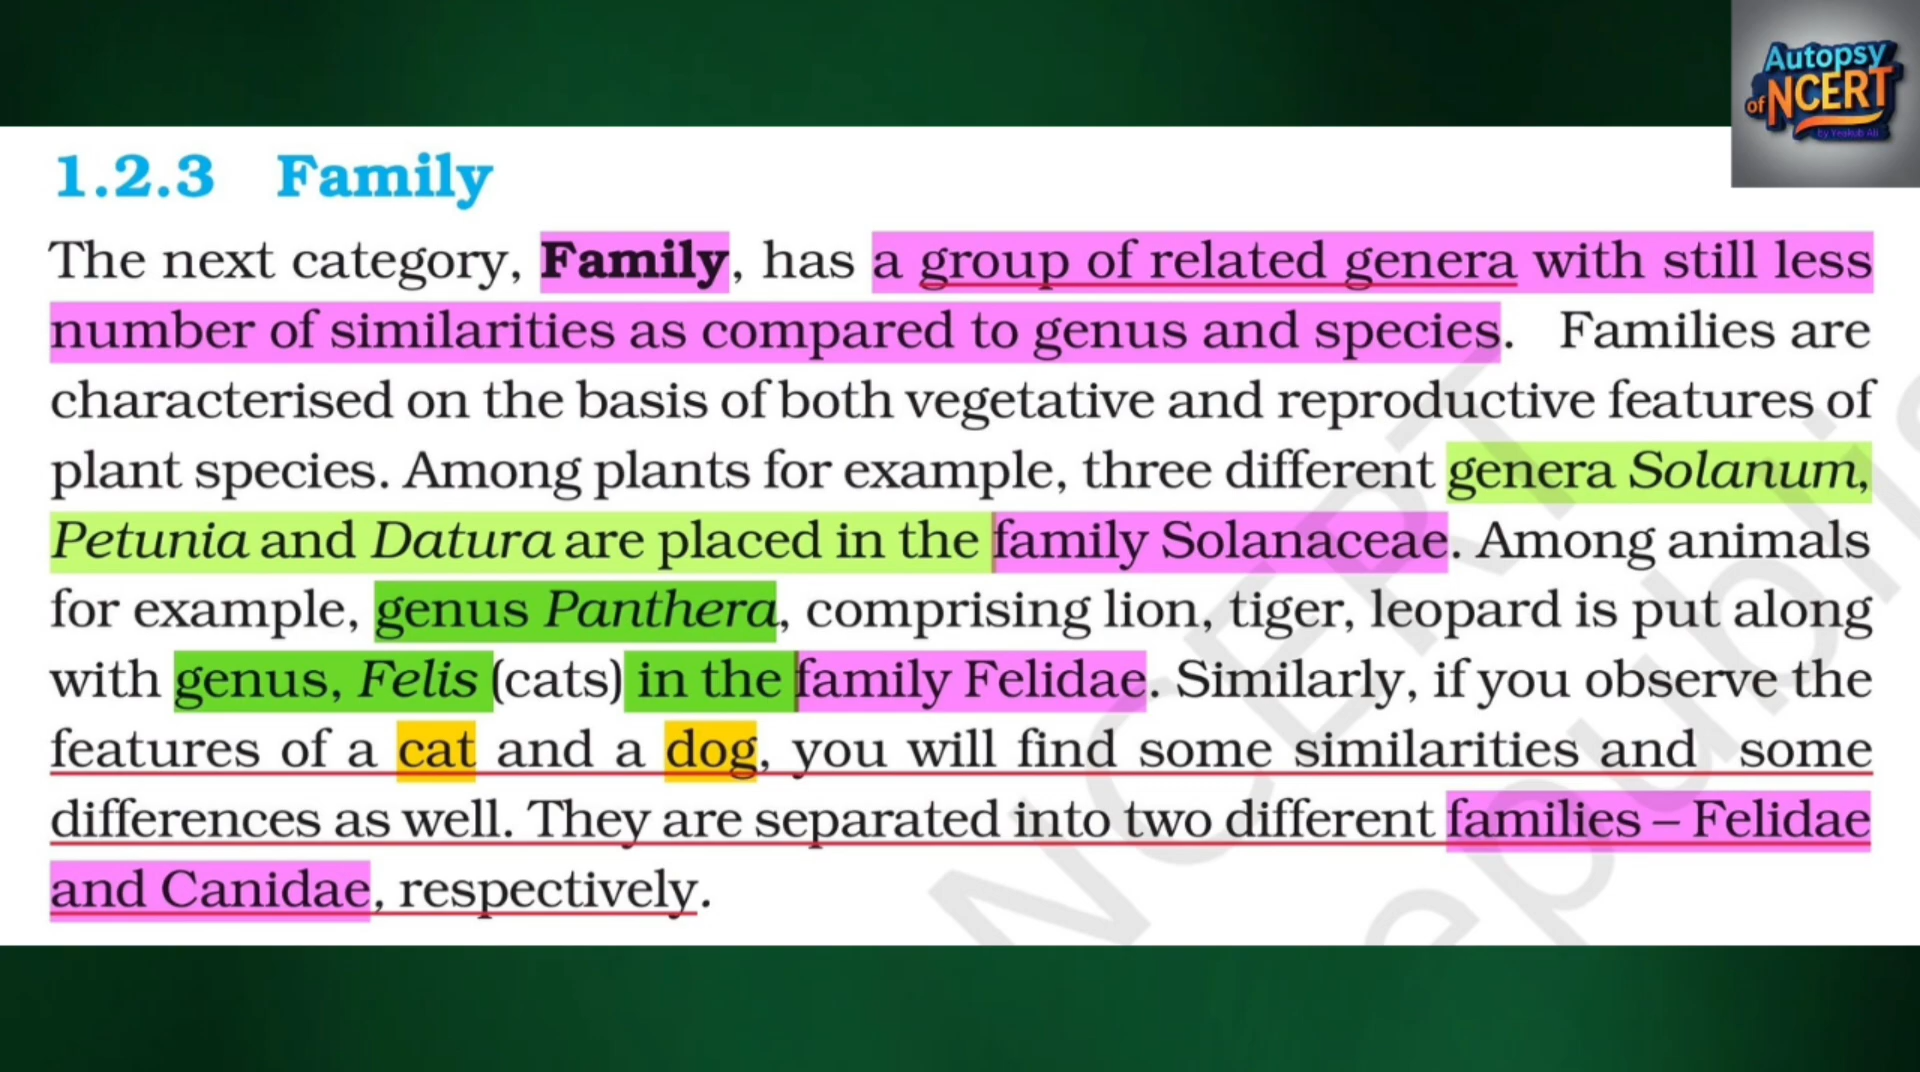 Autopsy
of NCERT
by Yeakub Ali
1.2.3 Family
The next category, Family, has a group of related genera with still less
number of similarities as compared to genus and species. Families are
characterised on the basis of both vegetative and reproductive features of
plant species. Among plants for example, three different genera Solanum,
Petunia and Datura are placed in the family Solanaceae. Among animals
for example, genus Panthera, comprising lion, tiger, leopard is put along
with genus, Felis (cats) in the family Felidae. Similarly, if you observe the
features of a cat and a dog, you will find some similarities and some
differences as well. They are separated into two different families – Felidae
and Canidae, respectively.
NCERT